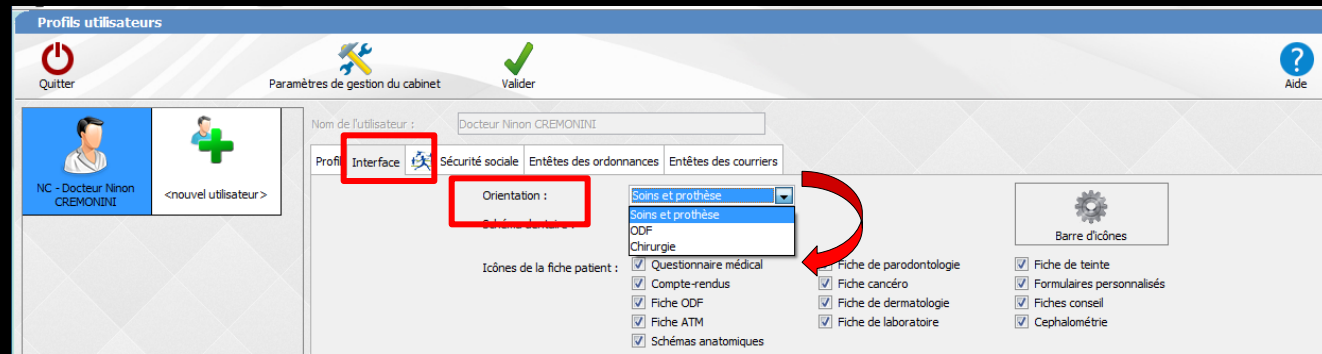 Profils utilisateurs
Quitter
Paramètres de gestion du cabinet
Valider
Aide
NC - Docteur Ninon
CREMONINI
<nouvel utilisateur>
Nom de l'utilisateur :
Docteur Ninon CREMONINI
Profil Interface Sécurité sociale Entêtes des ordonnances Entêtes des courriers
Orientation :
Soins et prothèse
Soins et prothèse
ODF
Chirurgie
Schéma dentaire :
Barre d'icônes
Icônes de la fiche patient :
Questionnaire médical
Fiche de parodontologie
Fiche de teinte
Compte-rendus
Fiche cancéro
Formulaires personnalisés
Fiche ODF
Fiche de dermatologie
Fiches conseil
Fiche ATM
Fiche de laboratoire
Cephalométrie
Schémas anatomiques